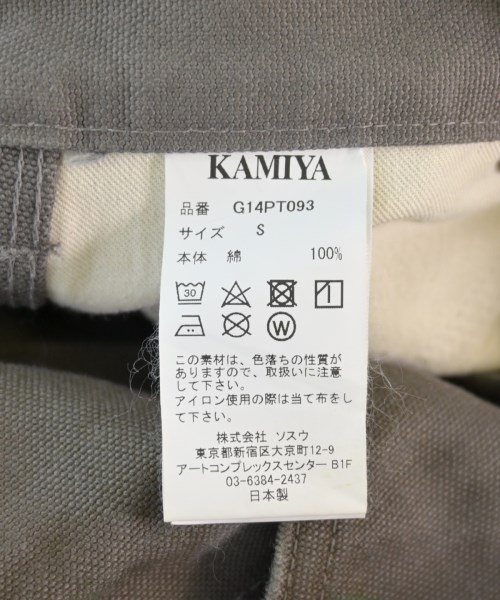 KAMIYA
品番 G14PT093
サイズ S
本体 綿 100%
30
W
この素材は、色落ちの性質が
ありますので、取扱いに注意
して下さい。
アイロン使用の際は当て布をし
て下さい。
株式会社 ソスウ
東京都新宿区大京町12-9
アートコンプレックスセンター B1F
03-6384-2437
日本製